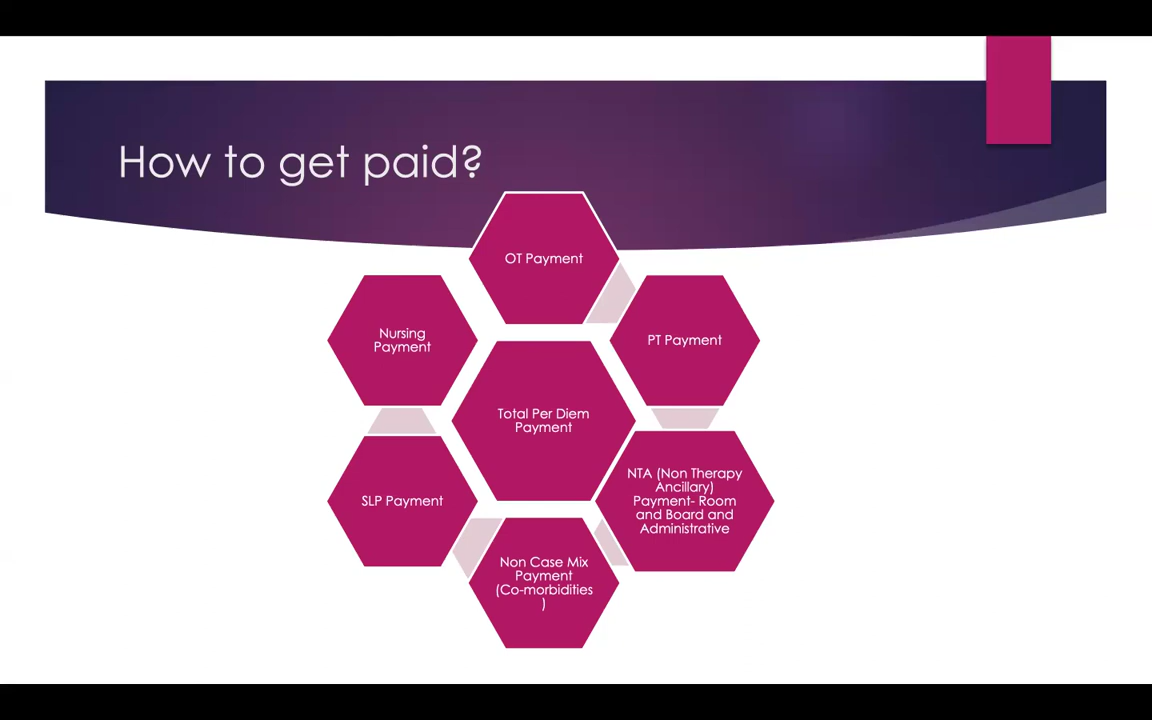 How to get paid?
OT Payment
PT Payment
NTA (Non Therapy
Ancillary)
Payment- Room
and Board and
Administrative
Non Case Mix
Payment
(Co-morbidities
)
SLP Payment
Nursing
Payment
Total Per Diem
Payment